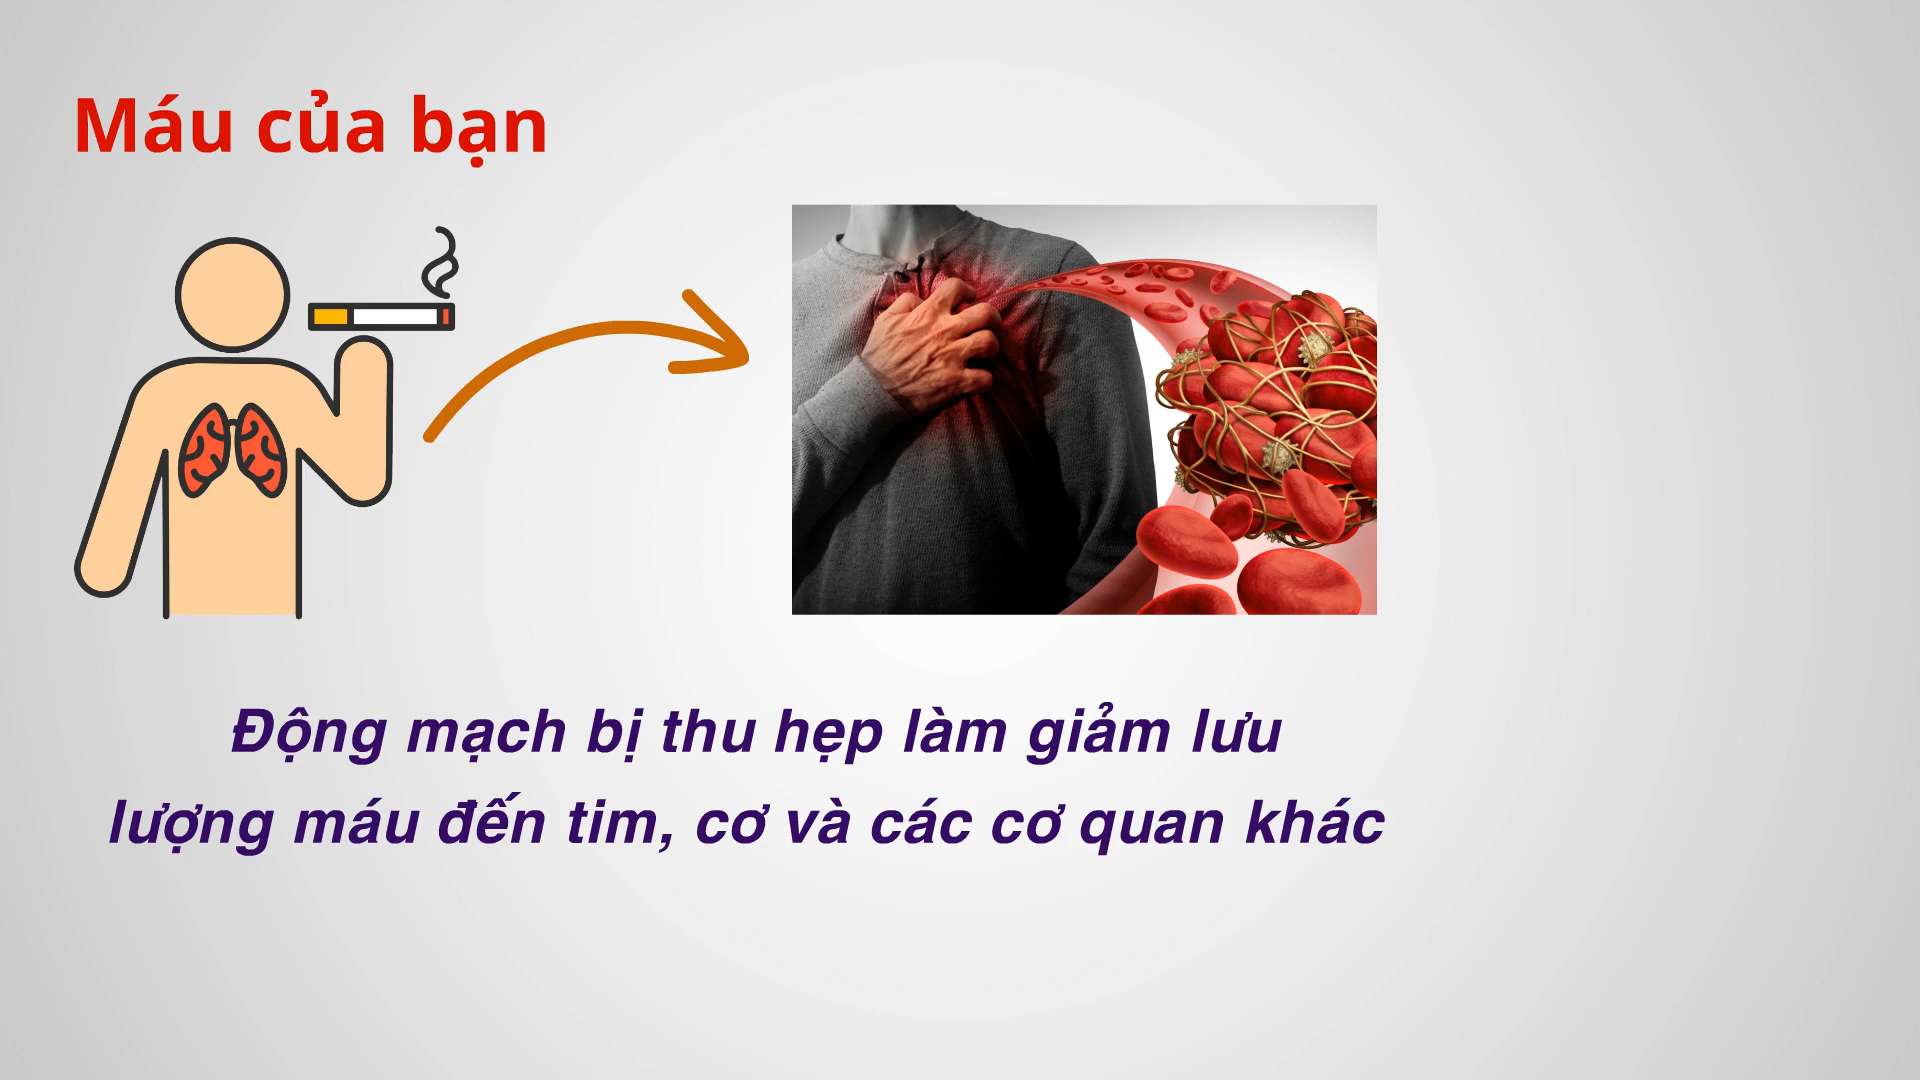 Máu của bạn
Động mạch bị thu hẹp làm giảm lưu
lượng máu đến tim, cơ và các cơ quan khác